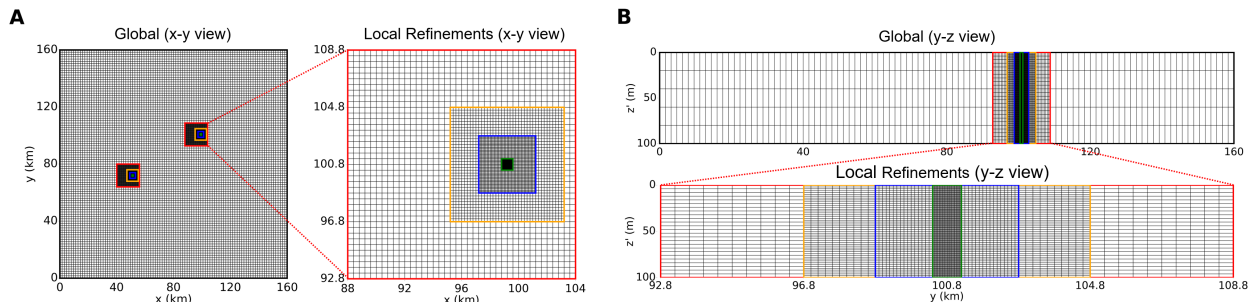 A
Global (x-y view)
160
120
80
40
0
y (km)
0 40 80 120 160
x (km)
Local Refinements (x-y view)
108.8
104.8
100.8
96.8
92.8
88 92 96 100 104
x (km)
B
Global (y-z view)
0
50
100
z' (m)
0 40 80 120 160
Local Refinements (y-z view)
0
50
100
z' (m)
92.8 96.8 100.8 104.8 108.8
y (km)